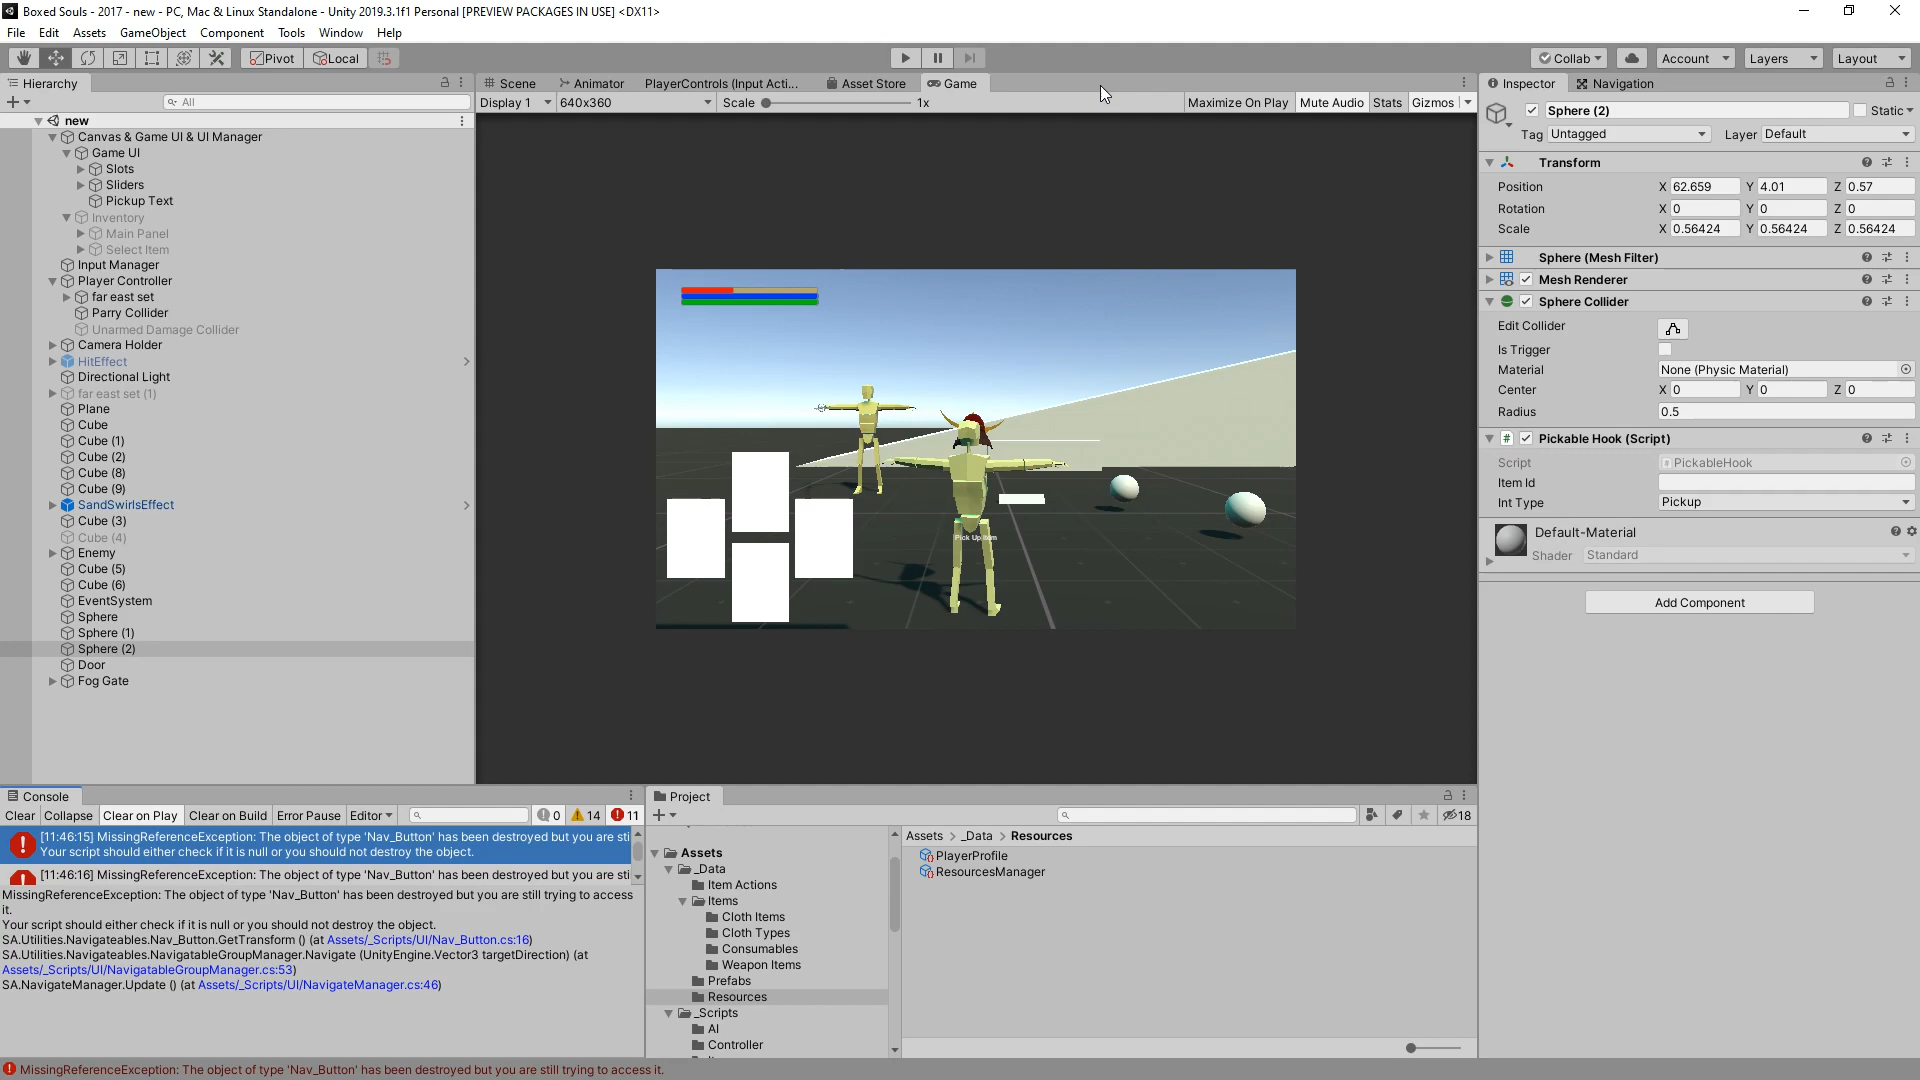 Boxed Souls - 2017 - new - PC, Mac & Linux Standalone - Unity 2019.3.1f1 Personal [PREVIEW PACKAGES IN USE] <DX11>
File Edit Assets GameObject Component Tools Window Help
Pivot Local Collab Account Layers Layout
Hierarchy
All
new
Canvas & Game UI & UI Manager
Game UI
Slots
Sliders
Pickup Text
Inventory
Main Panel
Select Item
Input Manager
Player Controller
far east set
Parry Collider
Unarmed Damage Collider
Camera Holder
HitEffect
Directional Light
far east set (1)
Plane
Cube
Cube (1)
Cube (2)
Cube (8)
Cube (9)
SandSwirlsEffect
Cube (3)
Cube (4)
Enemy
Cube (5)
Cube (6)
EventSystem
Sphere
Sphere (1)
Sphere (2)
Door
Fog Gate
Scene Animator PlayerControls (Input Acti... Asset Store Game
Display 1 640x360 Scale 1x Maximize On Play Mute Audio Stats Gizmos
Pick Up Item
Inspector Navigation
Sphere (2) Static
Tag Untagged Layer Default
Transform
Position X 62.659 Y 4.01 Z 0.57
Rotation X 0 Y 0 Z 0
Scale X 0.56424 Y 0.56424 Z 0.56424
Sphere (Mesh Filter)
Mesh Renderer
Sphere Collider
Edit Collider
Is Trigger
Material None (Physic Material)
Center X 0 Y 0 Z 0
Radius 0.5
# Pickable Hook (Script)
Script PickableHook
Item Id
Int Type Pickup
Default-Material
Shader Standard
Add Component
Console
Clear Collapse Clear on Play Clear on Build Error Pause Editor 0 14 11
[11:46:15] MissingReferenceException: The object of type 'Nav_Button' has been destroyed but you are sti
Your script should either check if it is null or you should not destroy the object.
[11:46:16] MissingReferenceException: The object of type 'Nav_Button' has been destroyed but you are sti
MissingReferenceException: The object of type 'Nav_Button' has been destroyed but you are still trying to access
it.
Your script should either check if it is null or you should not destroy the object.
SA.Utilities.Navigateables.Nav_Button.GetTransform () (at Assets/_Scripts/UI/Nav_Button.cs:16)
SA.Utilities.Navigateables.NavigatableGroupManager.Navigate (UnityEngine.Vector3 targetDirection) (at
Assets/_Scripts/UI/NavigatableGroupManager.cs:53)
SA.NavigateManager.Update () (at Assets/_Scripts/UI/NavigateManager.cs:46)
Project
18
Assets
_Data
Item Actions
Items
Cloth Items
Cloth Types
Consumables
Weapon Items
Prefabs
Resources
_Scripts
AI
Controller
Assets > _Data > Resources
PlayerProfile
ResourcesManager
MissingReferenceException: The object of type 'Nav_Button' has been destroyed but you are still trying to access it.